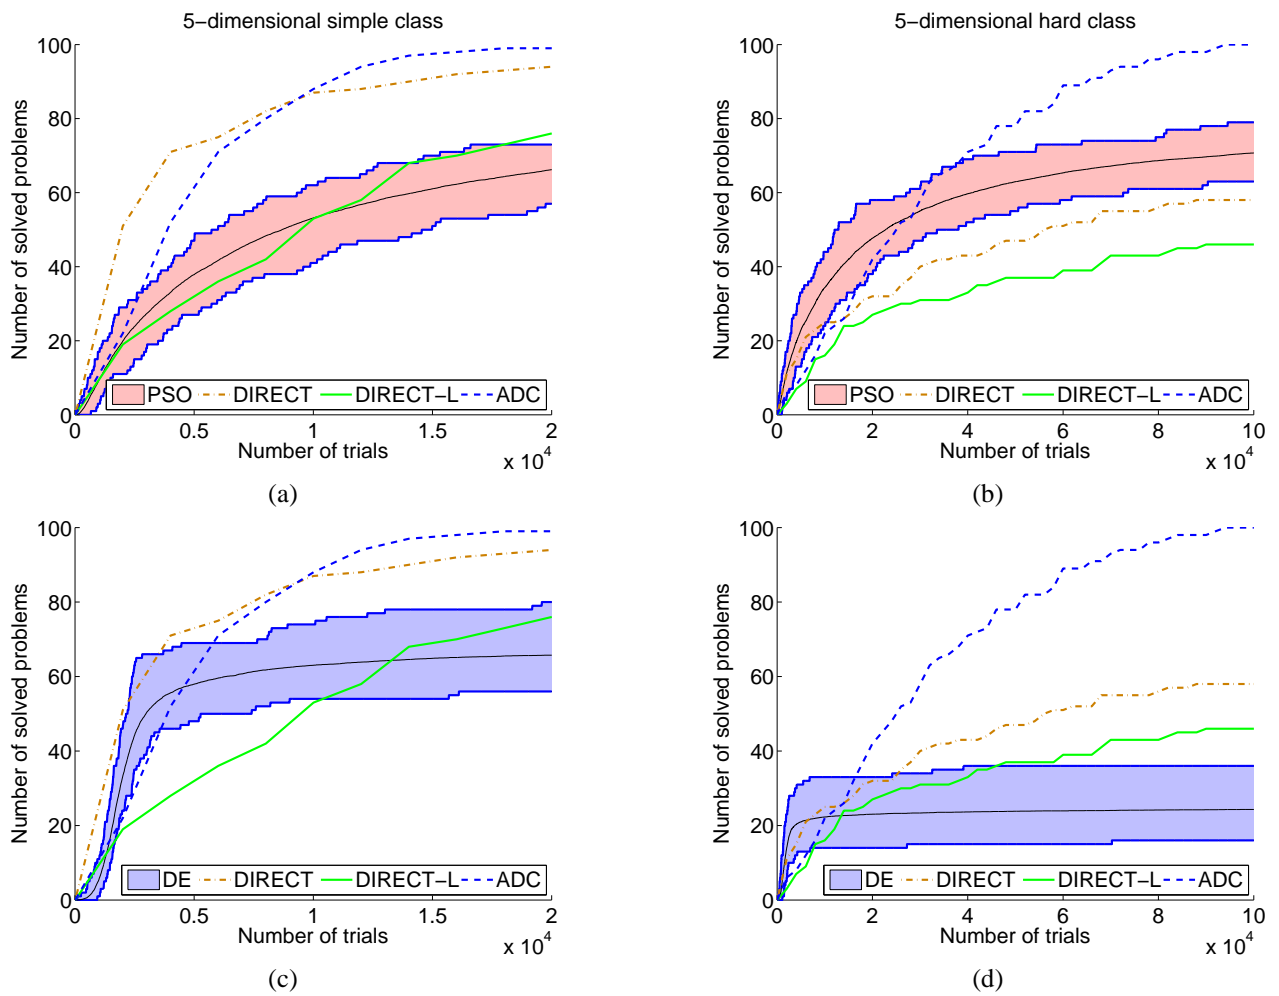 5−dimensional simple class
Number of solved problems
100
80
60
40
20
0
PSO DIRECT DIRECT−L ADC
0 0.5 1 1.5 2
Number of trials
x 10^4
(a)
5−dimensional hard class
Number of solved problems
100
80
60
40
20
0
PSO DIRECT DIRECT−L ADC
0 2 4 6 8 10
Number of trials
x 10^4
(b)
Number of solved problems
100
80
60
40
20
0
DE DIRECT DIRECT−L ADC
0 0.5 1 1.5 2
Number of trials
x 10^4
(c)
Number of solved problems
100
80
60
40
20
0
DE DIRECT DIRECT−L ADC
0 2 4 6 8 10
Number of trials
x 10^4
(d)